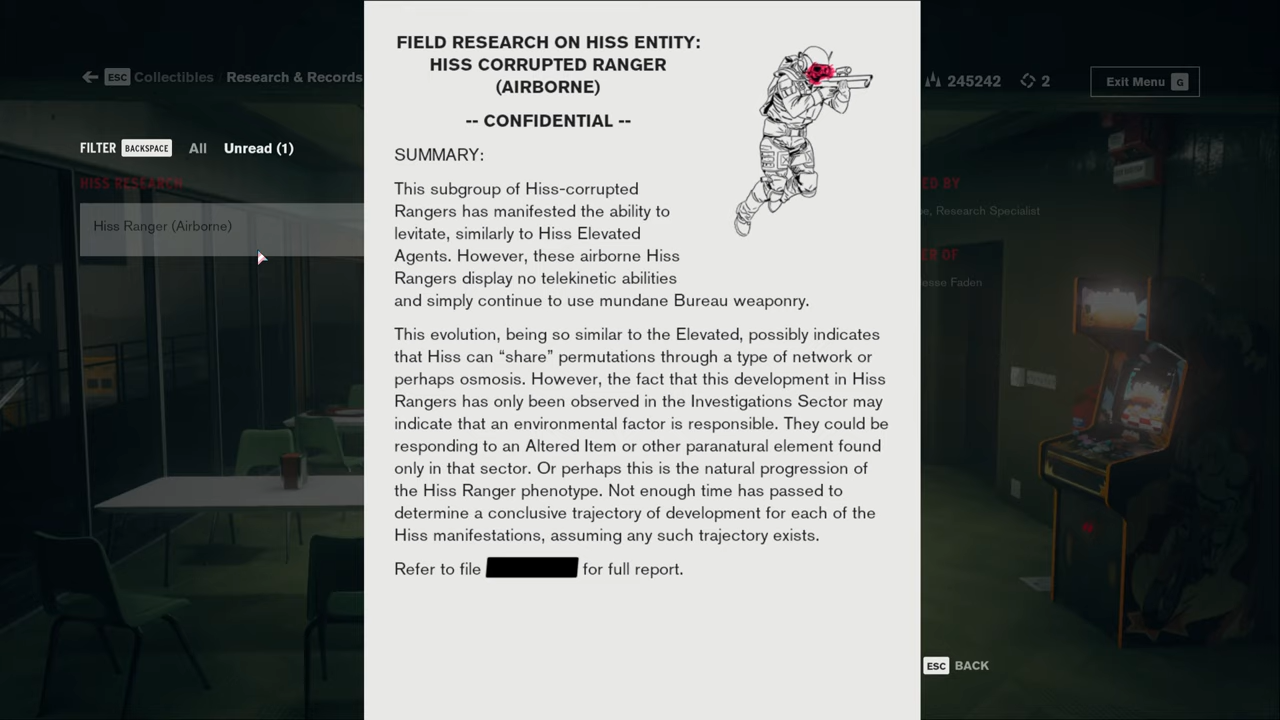 ESC Collectibles Research & Records
245242 2 Exit Menu G
FILTER BACKSPACE All Unread (1)
HISS RESEARCH
Hiss Ranger (Airborne)
FIELD RESEARCH ON HISS ENTITY:
HISS CORRUPTED RANGER
(AIRBORNE)
-- CONFIDENTIAL --
SUMMARY:
This subgroup of Hiss-corrupted
Rangers has manifested the ability to
levitate, similarly to Hiss Elevated
Agents. However, these airborne Hiss
Rangers display no telekinetic abilities
and simply continue to use mundane Bureau weaponry.
This evolution, being so similar to the Elevated, possibly indicates
that Hiss can “share” permutations through a type of network or
perhaps osmosis. However, the fact that this development in Hiss
Rangers has only been observed in the Investigations Sector may
indicate that an environmental factor is responsible. They could be
responding to an Altered Item or other paranatural element found
only in that sector. Or perhaps this is the natural progression of
the Hiss Ranger phenotype. Not enough time has passed to
determine a conclusive trajectory of development for each of the
Hiss manifestations, assuming any such trajectory exists.
Refer to file for full report.
ED BY
e, Research Specialist
ER OF
esse Faden
ESC BACK